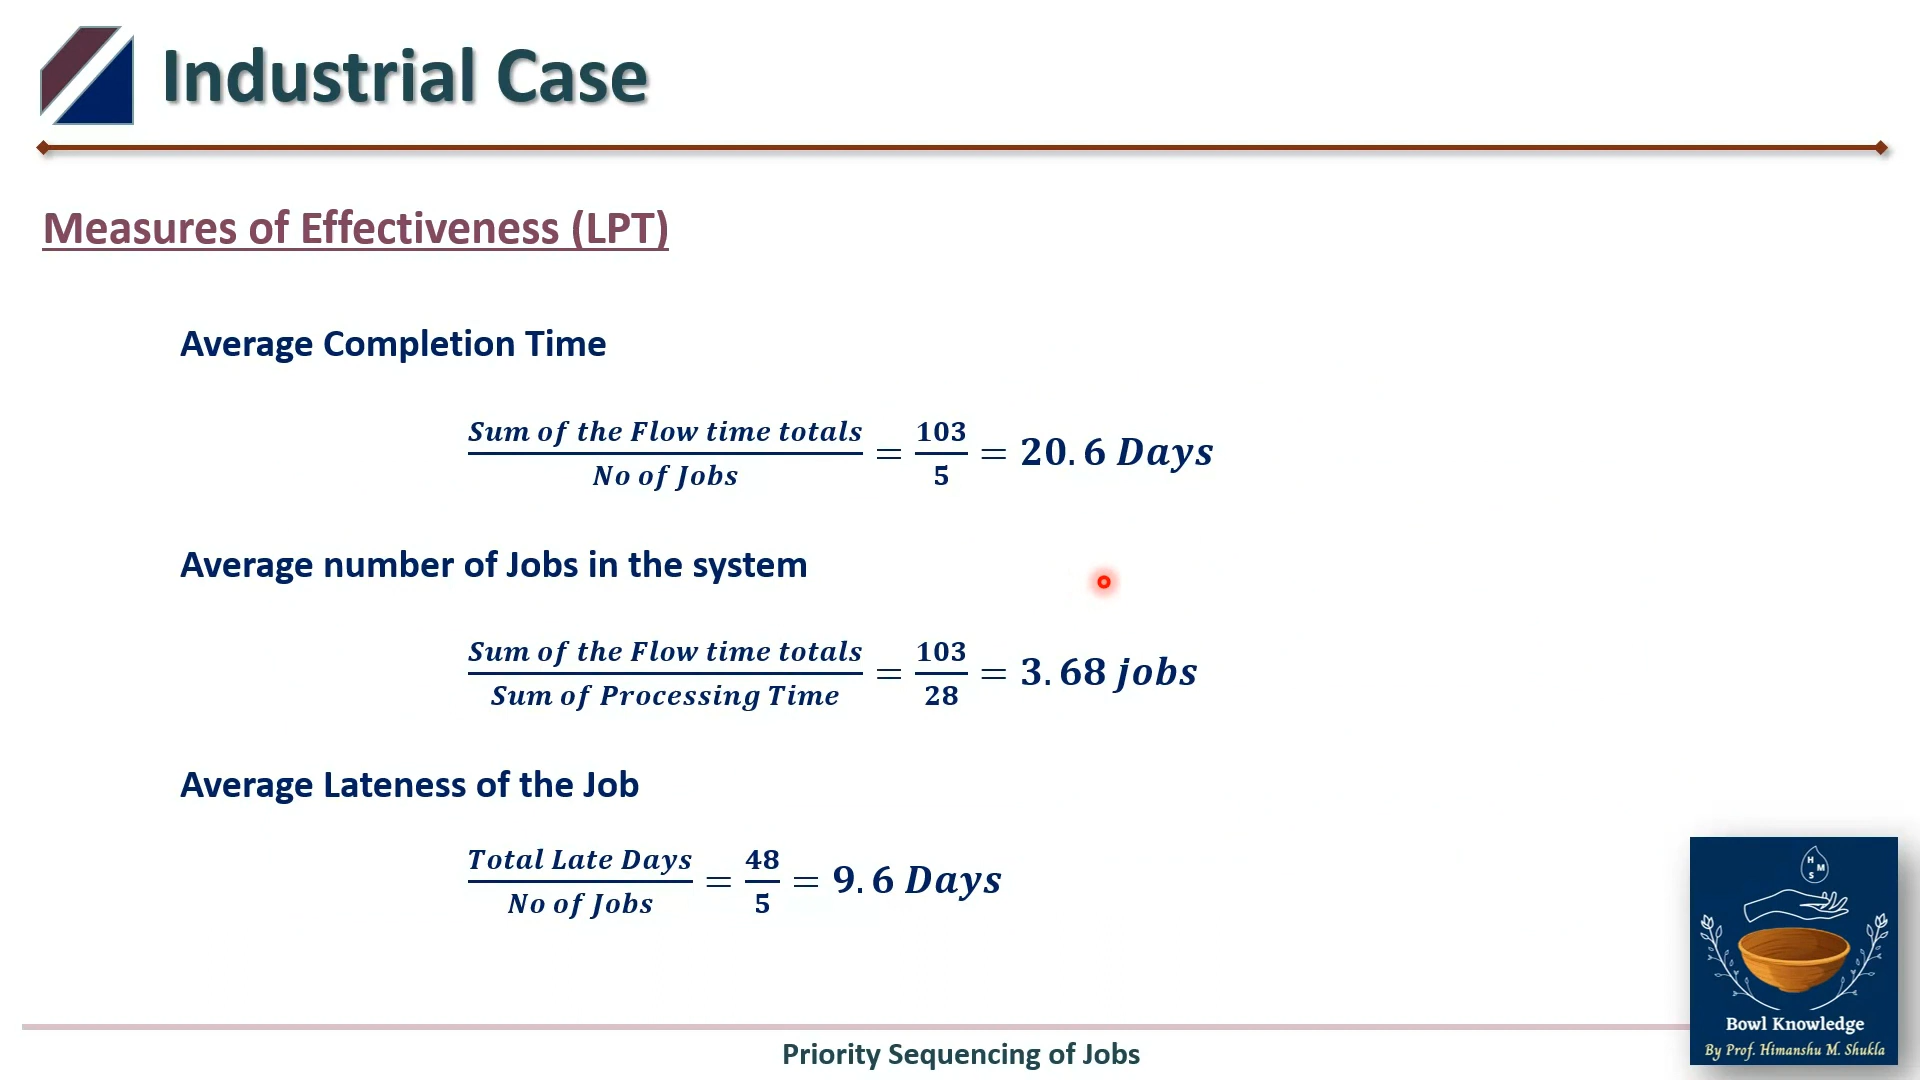 Industrial Case
Measures of Effectiveness (LPT)
Average Completion Time
Sum of the Flow time totals / No of Jobs = 103 / 5 = 20.6 Days
Average number of Jobs in the system
Sum of the Flow time totals / Sum of Processing Time = 103 / 28 = 3.68 jobs
Average Lateness of the Job
Total Late Days / No of Jobs = 48 / 5 = 9.6 Days
H
M
S
Bowl Knowledge
By Prof. Himanshu M. Shukla
Priority Sequencing of Jobs